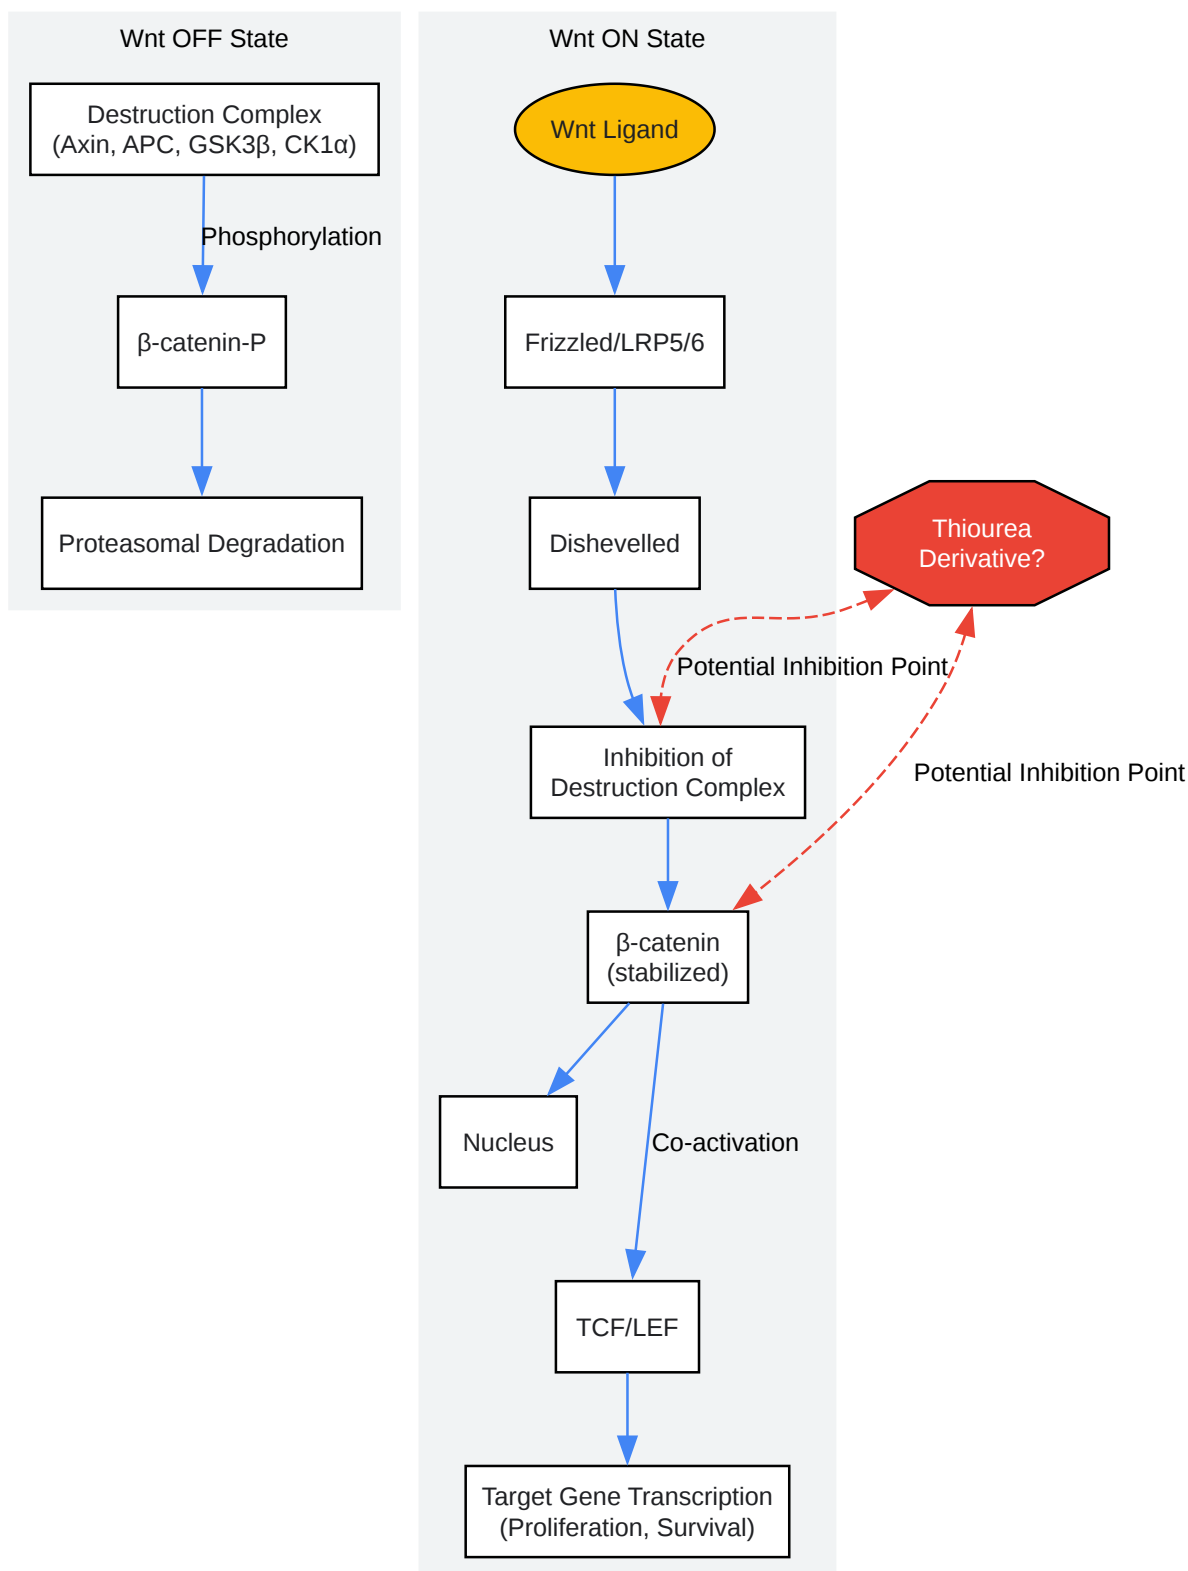 Wnt OFF State
Destruction Complex
(Axin, APC, GSK3β, CK1α)
Phosphorylation
β-catenin-P
Proteasomal Degradation
Wnt ON State
Wnt Ligand
Frizzled/LRP5/6
Dishevelled
Thiourea
Derivative?
Potential Inhibition Point
Inhibition of
Destruction Complex
Potential Inhibition Point
β-catenin
(stabilized)
Nucleus
Co-activation
TCF/LEF
Target Gene Transcription
(Proliferation, Survival)